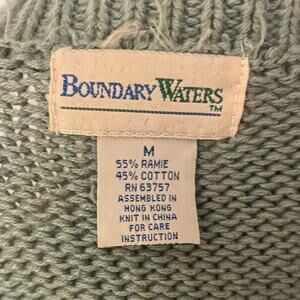 BOUNDARY WATERS
TM
M
55% RAMIE
45% COTTON
RN 63757
ASSEMBLED IN
HONG KONG
KNIT IN CHINA
FOR CARE
INSTRUCTION